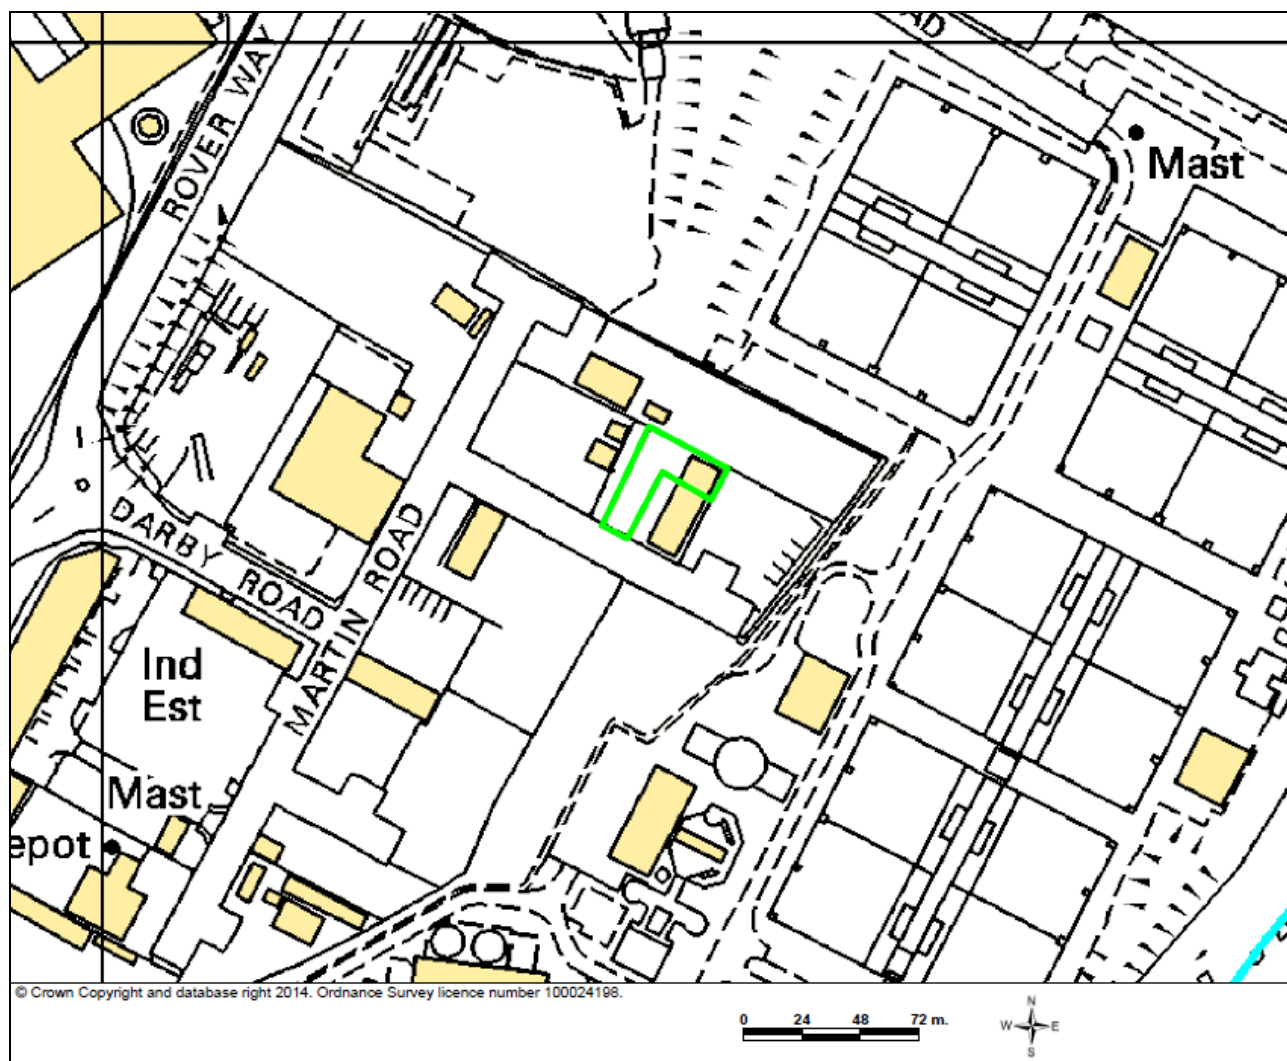 OAD
ROVER WAY
Mast
DARBY ROAD
MARTIN ROAD
Ind
Est
Mast
epot
© Crown Copyright and database right 2014. Ordnance Survey licence number 100024198.
0 24 48 72 m.
N
W E
S